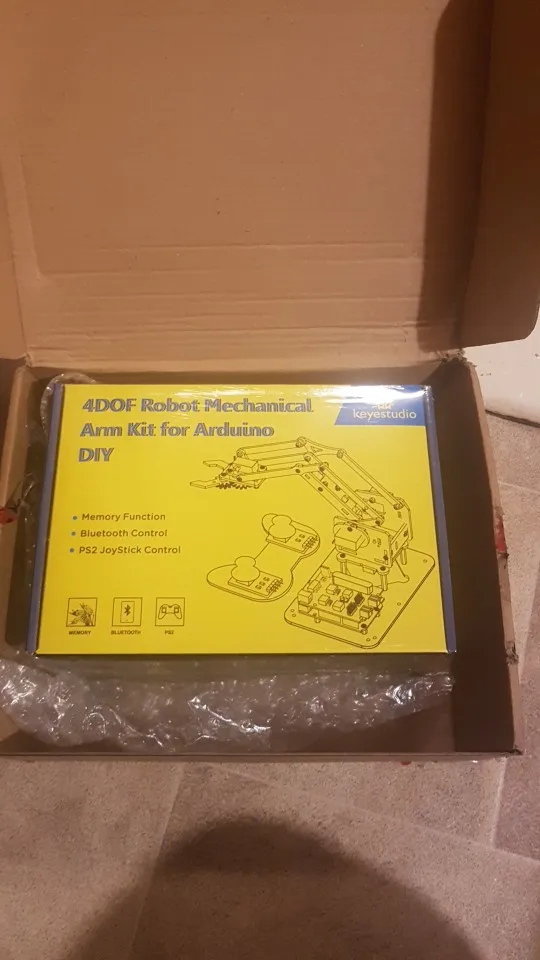 4DOF Robot Mechanical
Arm Kit for Arduino
DIY
keyestudio
Memory Function
Bluetooth Control
PS2 JoyStick Control
MEMORY
BLUETOOTH
PS2